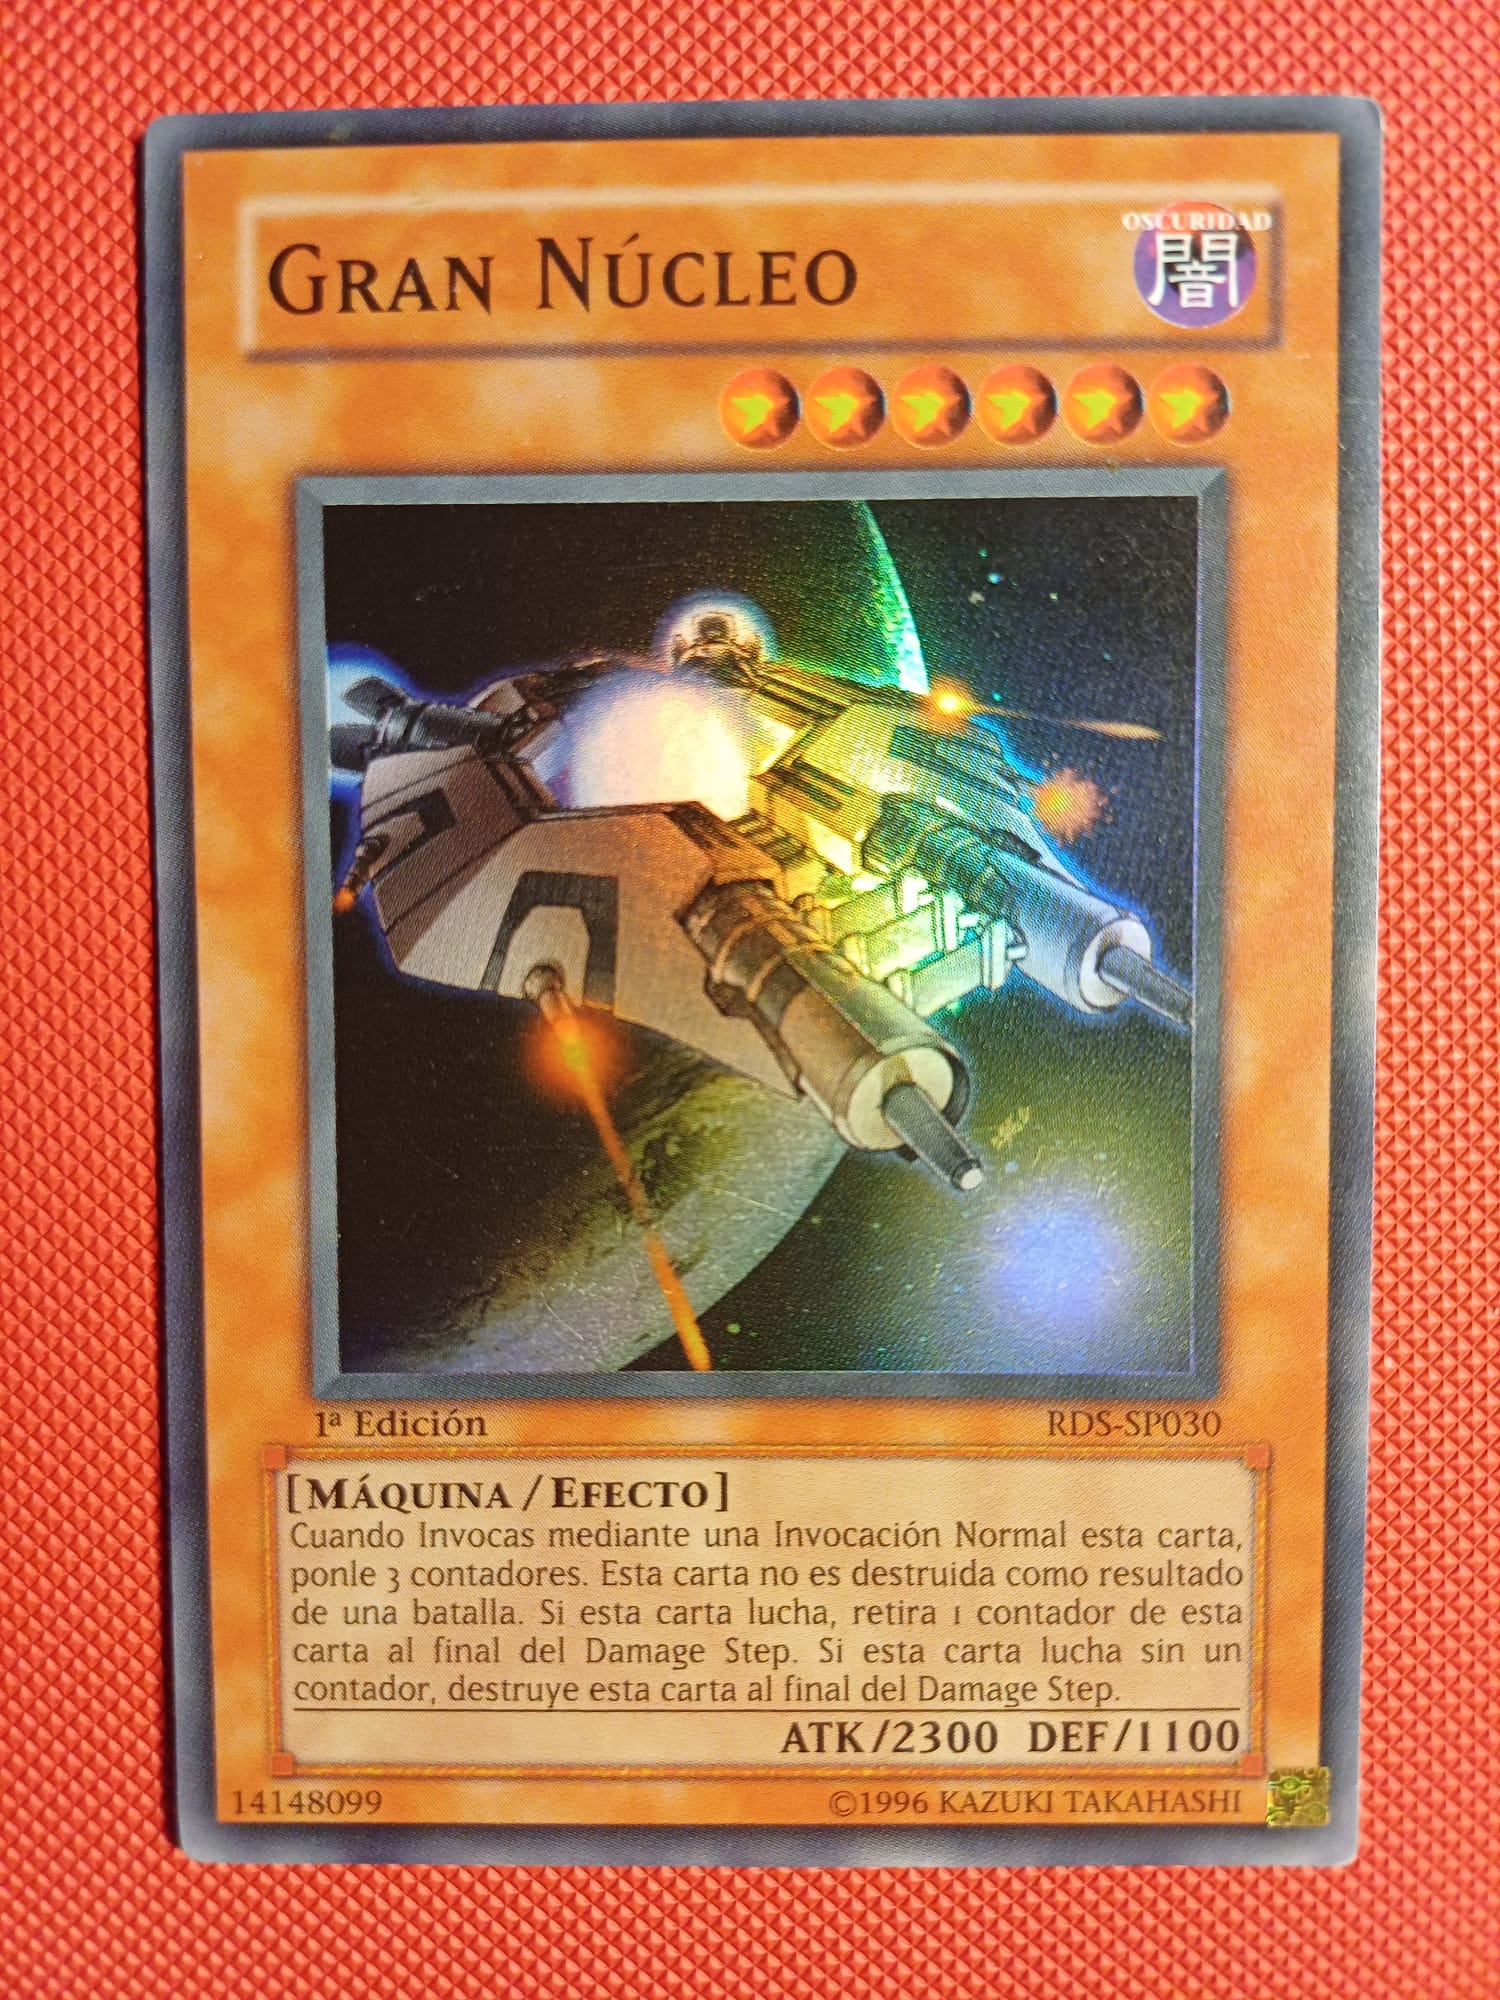 GRAN NÚCLEO
OSCURIDAD
闇
1ª Edición
RDS-SP030
[MÁQUINA / EFECTO]
Cuando Invocas mediante una Invocación Normal esta carta,
ponle 3 contadores. Esta carta no es destruida como resultado
de una batalla. Si esta carta lucha, retira 1 contador de esta
carta al final del Damage Step. Si esta carta lucha sin un
contador, destruye esta carta al final del Damage Step.
ATK/2300 DEF/1100
14148099
©1996 KAZUKI TAKAHASHI